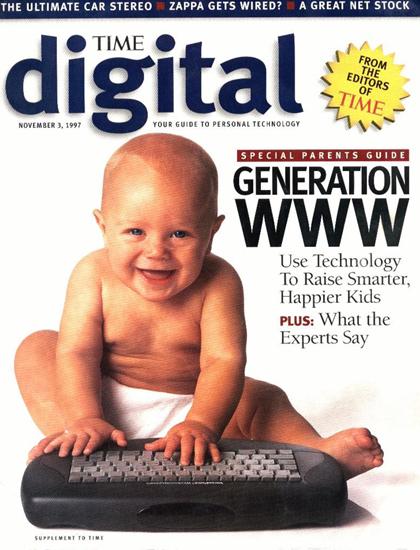 THE ULTIMATE CAR STEREO ■ ZAPPA GETS WIRED? ■ A GREAT NET STOCK
TIME
digital
NOVEMBER 3, 1997
YOUR GUIDE TO PERSONAL TECHNOLOGY
FROM
THE
EDITORS
OF
TIME
SPECIAL PARENTS GUIDE
GENERATION
WWW
Use Technology
To Raise Smarter,
Happier Kids
PLUS: What the
Experts Say
SUPPLEMENT TO TIME